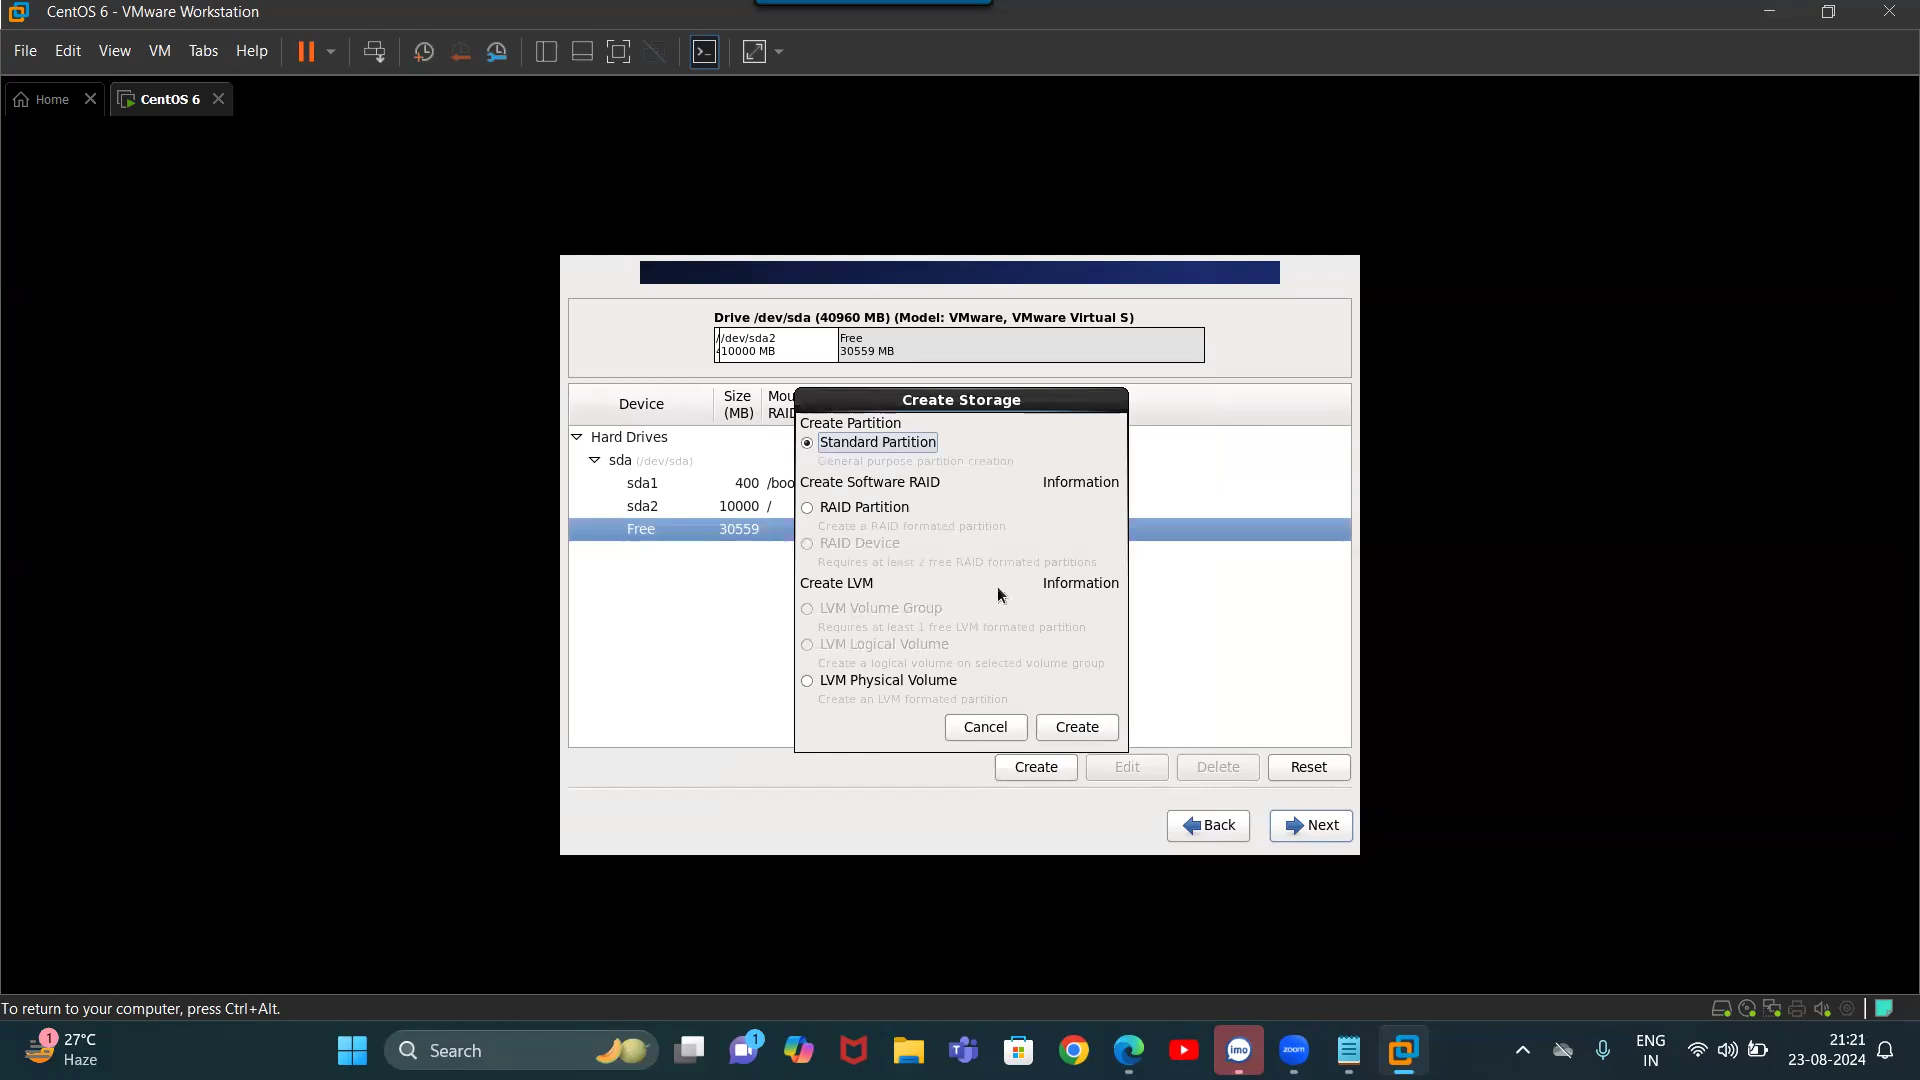 CentOS 6 - VMware Workstation
File Edit View VM Tabs Help
Home CentOS 6
Drive /dev/sda (40960 MB) (Model: VMware, VMware Virtual S)
/dev/sda2 Free
10000 MB 30559 MB
Device Size (MB) Mou
RAID
Hard Drives
sda (/dev/sda)
sda1 400 /boo
sda2 10000 /
Free 30559
Create Storage
Create Partition
Standard Partition
General purpose partition creation
Create Software RAID Information
RAID Partition
Create a RAID formated partition
RAID Device
Requires at least 2 free RAID formated partitions
Create LVM Information
LVM Volume Group
Requires at least 1 free LVM formated partition
LVM Logical Volume
Create a logical volume on selected volume group
LVM Physical Volume
Create an LVM formated partition
Cancel Create
Create Edit Delete Reset
Back Next
To return to your computer, press Ctrl+Alt.
1 27°C
Haze
Search
1
imo
zoom
ENG
IN
21:21
23-08-2024